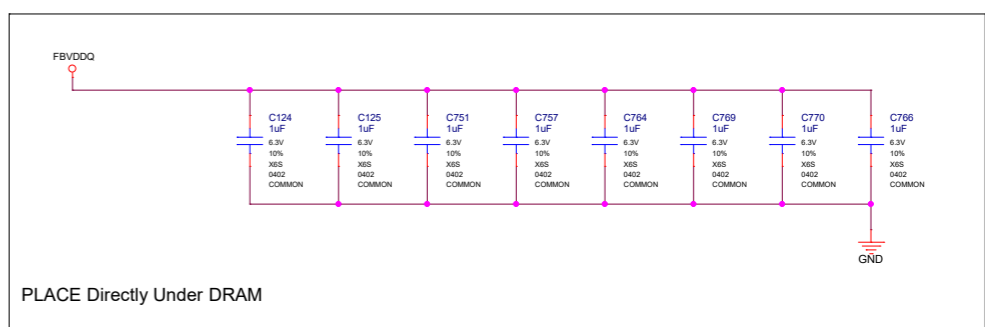 FBVDDQ
C124
1uF
6.3V
10%
X6S
0402
COMMON
C125
1uF
6.3V
10%
X6S
0402
COMMON
C751
1uF
6.3V
10%
X6S
0402
COMMON
C757
1uF
6.3V
10%
X6S
0402
COMMON
C764
1uF
6.3V
10%
X6S
0402
COMMON
C769
1uF
6.3V
10%
X6S
0402
COMMON
C770
1uF
6.3V
10%
X6S
0402
COMMON
C766
1uF
6.3V
10%
X6S
0402
COMMON
GND
PLACE Directly Under DRAM